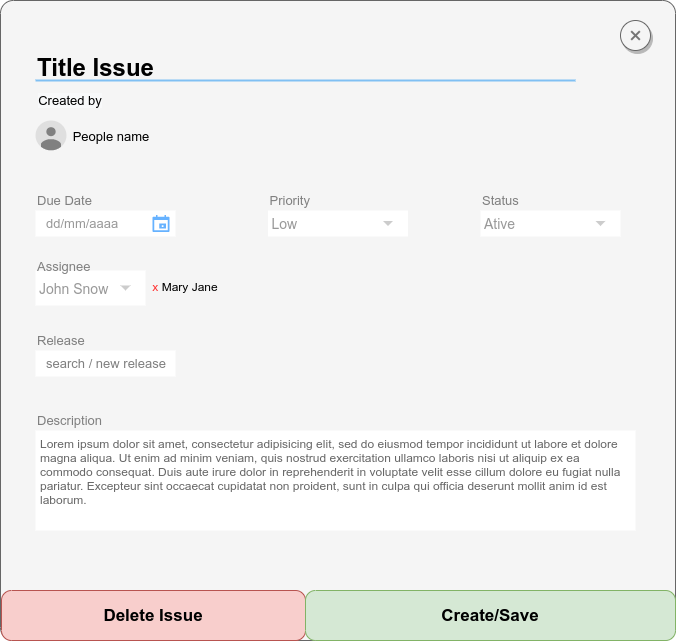 Title Issue
Created by
People name
Due Date
Priority
Status
dd/mm/aaaa
Low
Ative
Assignee
John Snow
x Mary Jane
Release
search / new release
Description
Lorem ipsum dolor sit amet, consectetur adipisicing elit, sed do eiusmod tempor incididunt ut labore et dolore
magna aliqua. Ut enim ad minim veniam, quis nostrud exercitation ullamco laboris nisi ut aliquip ex ea
commodo consequat. Duis aute irure dolor in reprehenderit in voluptate velit esse cillum dolore eu fugiat nulla
pariatur. Excepteur sint occaecat cupidatat non proident, sunt in culpa qui officia deserunt mollit anim id est
laborum.
Delete Issue
Create/Save